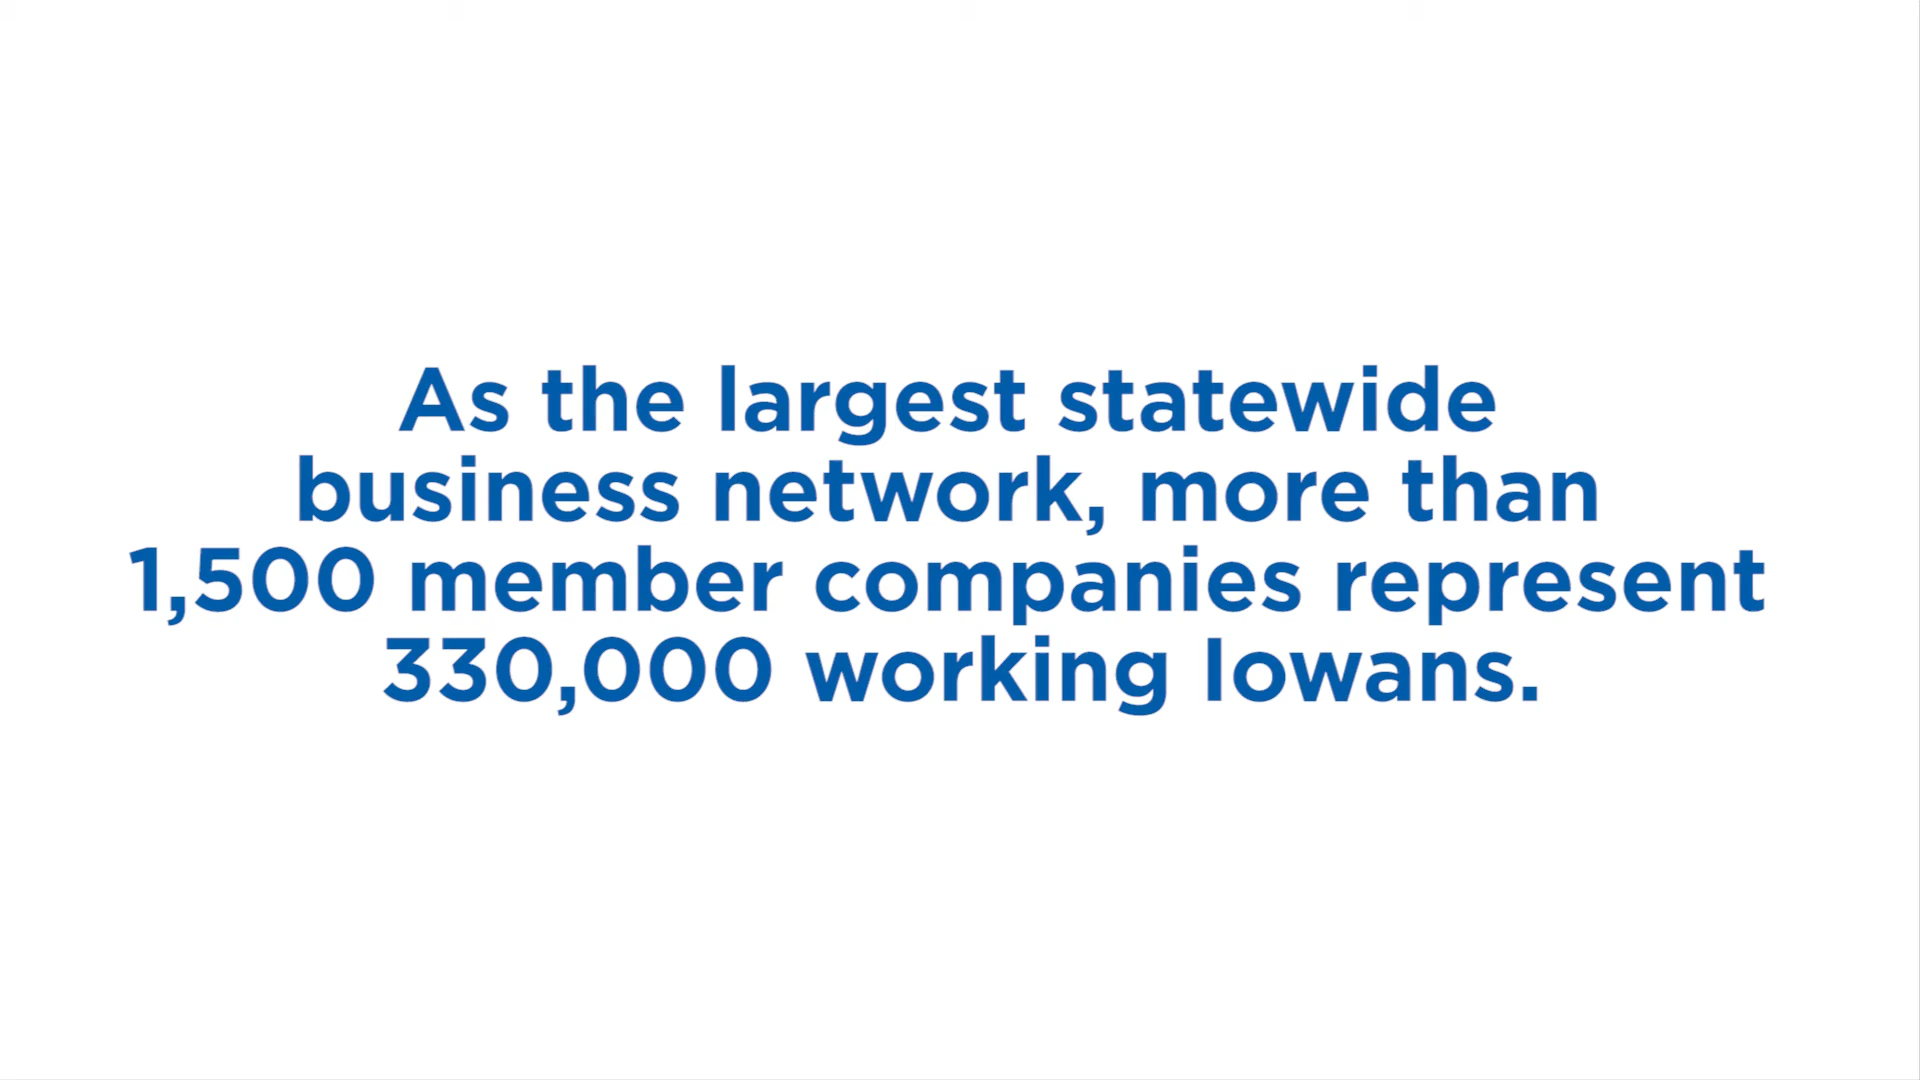 As the largest statewide
business network, more than
1,500 member companies represent
330,000 working Iowans.